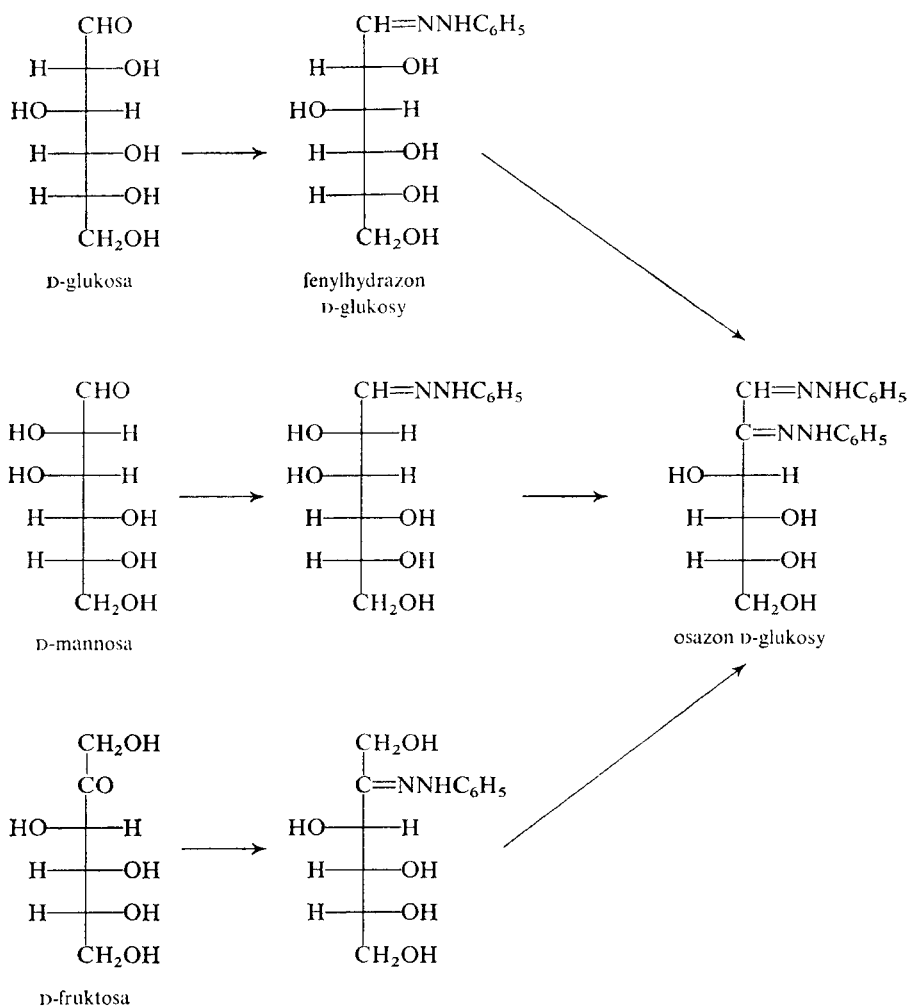 CHO CH=NNHC₆H₅
H OH H OH
HO H HO H
H OH H OH
H OH H OH
CH₂OH CH₂OH
D-glukosa fenylhydrazon
D-glukosy
CHO CH=NNHC₆H₅ CH=NNHC₆H₅
HO H HO H C=NNHC₆H₅
HO H HO H HO H
H OH H OH H OH
H OH H OH H OH
CH₂OH CH₂OH CH₂OH
D-mannosa osazon D-glukosy
CH₂OH CH₂OH
CO C=NNHC₆H₅
HO H HO H
H OH H OH
H OH H OH
CH₂OH CH₂OH
D-fruktosa